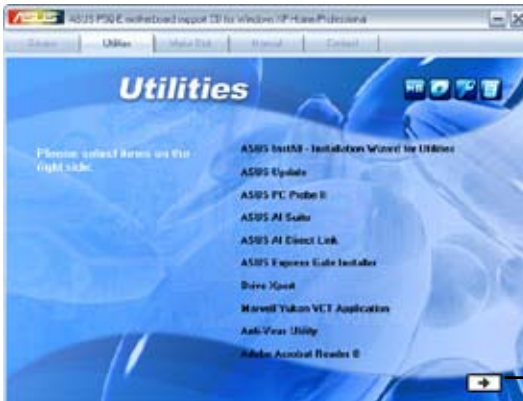 ASUS P5Q-E motherboard support CD for Windows XP Home/Professional
Drivers Utilities Make Disk Manual Contact
Utilities
Please select items on the
right side.
ASUS InstAll - Installation Wizard for Utilities
ASUS Update
ASUS PC Probe II
ASUS AI Suite
ASUS AI Direct Link
ASUS Express Gate Installer
Drive Xpert
Marvell Yukon VCT Application
Anti-Virus Utility
Adobe Acrobat Reader 8